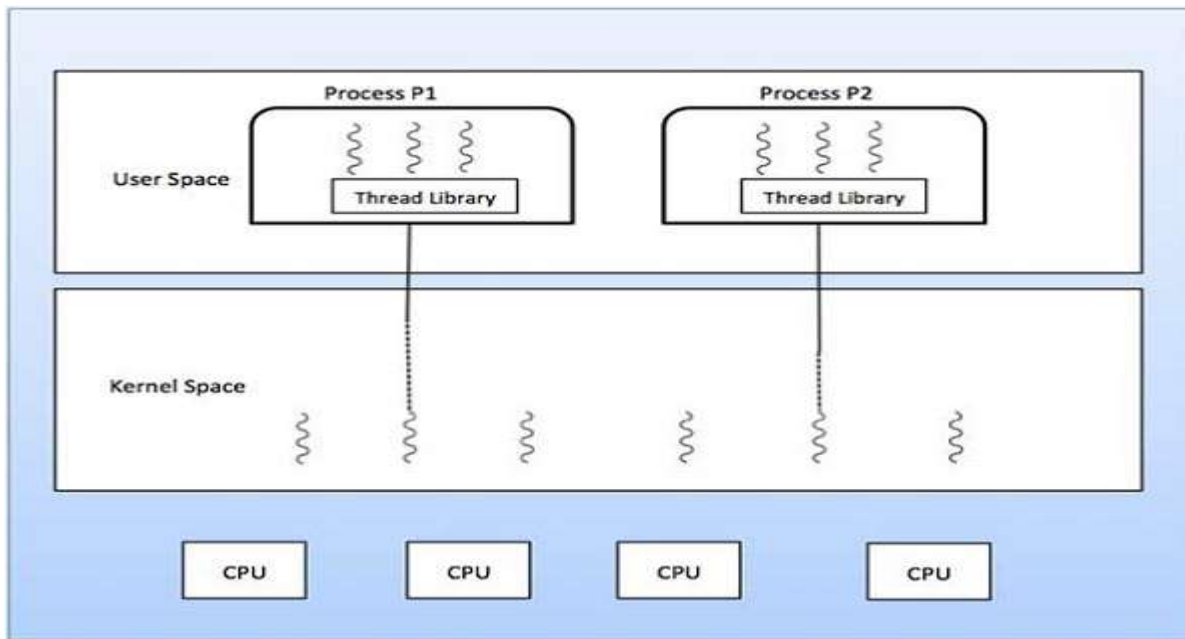 Process P1
Process P2
User Space
Thread Library
Thread Library
Kernel Space
CPU
CPU
CPU
CPU